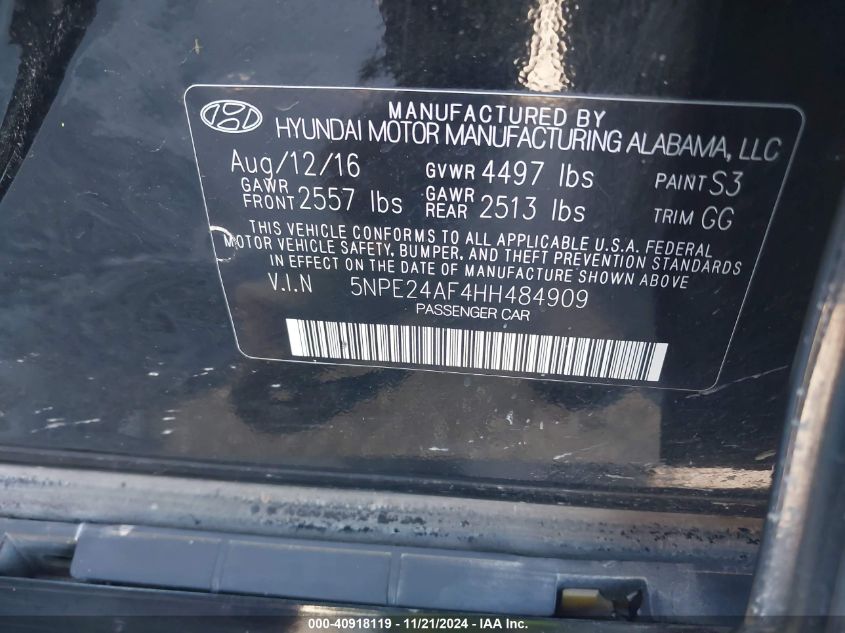 MANUFACTURED BY
HYUNDAI MOTOR MANUFACTURING ALABAMA, LLC
Aug/12/16 GVWR 4497 lbs PAINT S3
GAWR FRONT 2557 lbs GAWR REAR 2513 lbs TRIM GG
THIS VEHICLE CONFORMS TO ALL APPLICABLE U.S.A. FEDERAL
MOTOR VEHICLE SAFETY, BUMPER, AND THEFT PREVENTION STANDARDS
IN EFFECT ON THE DATE OF MANUFACTURE SHOWN ABOVE
V.I.N 5NPE24AF4HH484909
PASSENGER CAR
000-40918119 - 11/21/2024 - IAA Inc.